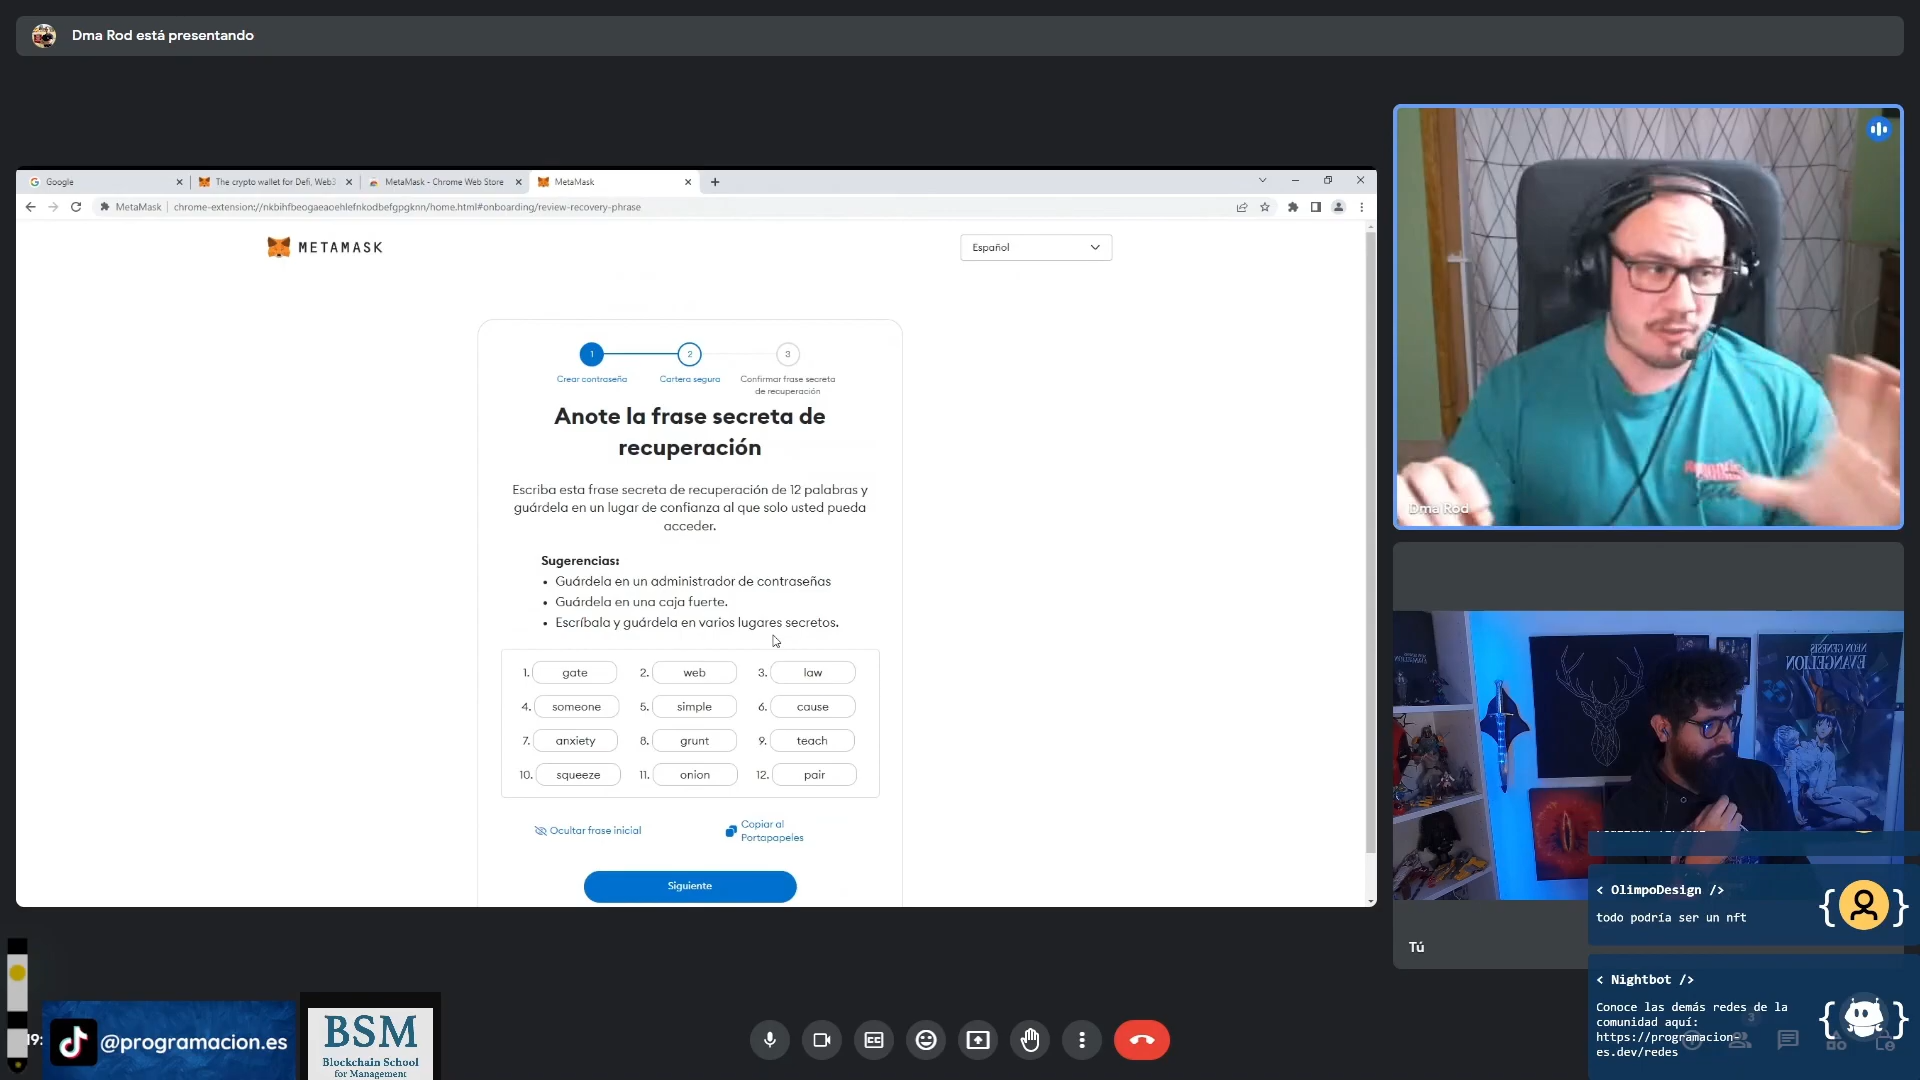 Dma Rod está presentando
Google
The crypto wallet for Defi, Web3
MetaMask - Chrome Web Store
MetaMask
MetaMask
chrome-extension://nkbihfbeogaeaoehlefnkodbefgpgknn/home.html#onboarding/review-recovery-phrase
METAMASK
Español
1
2
3
Crear contraseña
Cartera segura
Confirmar frase secreta
de recuperación
Anote la frase secreta de
recuperación
Escriba esta frase secreta de recuperación de 12 palabras y
guárdela en un lugar de confianza al que solo usted pueda
acceder.
Sugerencias:
• Guárdela en un administrador de contraseñas
• Guárdela en una caja fuerte.
• Escríbala y guárdela en varios lugares secretos.
1. gate 2. web 3. law
4. someone 5. simple 6. cause
7. anxiety 8. grunt 9. teach
10. squeeze 11. onion 12. pair
Ocultar frase inicial
Copiar al
Portapapeles
Siguiente
Dma Rod
NEON GENESIS
EVANGELION
Tú
< OlimpoDesign />
todo podría ser un nft
< Nightbot />
Conoce las demás redes de la
comunidad aquí:
https://programacion-
es.dev/redes
19:
@programacion.es
BSM
Blockchain School
for Management